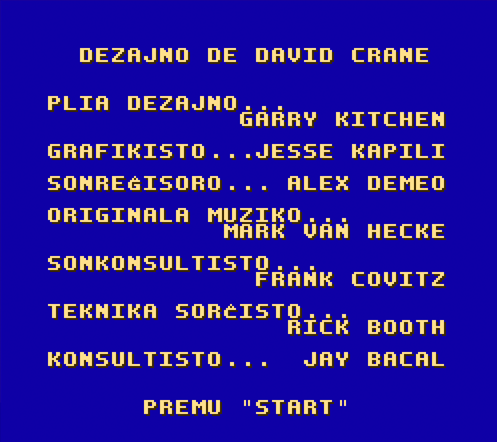 DEZAJNO DE DAVID CRANE
PLIA DEZAJNO...
GARRY KITCHEN
GRAFIKISTO...JESSE KAPILI
SONREĜISORO... ALEX DEMEO
ORIGINALA MUZIKO...
MARK VAN HECKE
SONKONSULTISTO...
FRANK COVITZ
TEKNIKA SORĈISTO...
RICK BOOTH
KONSULTISTO... JAY BACAL
PREMU "START"